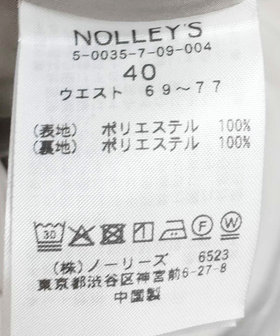 NOLLEY'S
5-0035-7-09-004
40
ウエスト 69～77
(表地) ポリエステル 100%
(裏地) ポリエステル 100%
30 F W
(株)ノーリーズ 6523
東京都渋谷区神宮前6-27-8
中国製